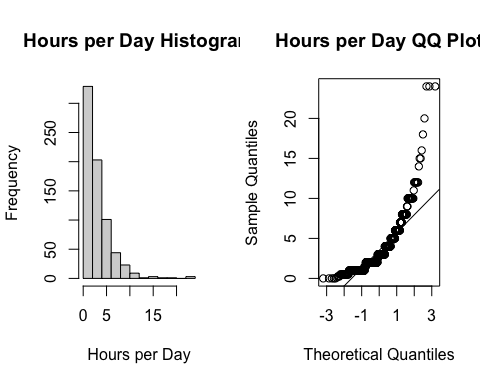 Hours per Day Histogra
Frequency
0
50
150
250
0 5 15
Hours per Day
Hours per Day QQ Plot
Sample Quantiles
0
5
10
15
20
-3 -1 1 3
Theoretical Quantiles